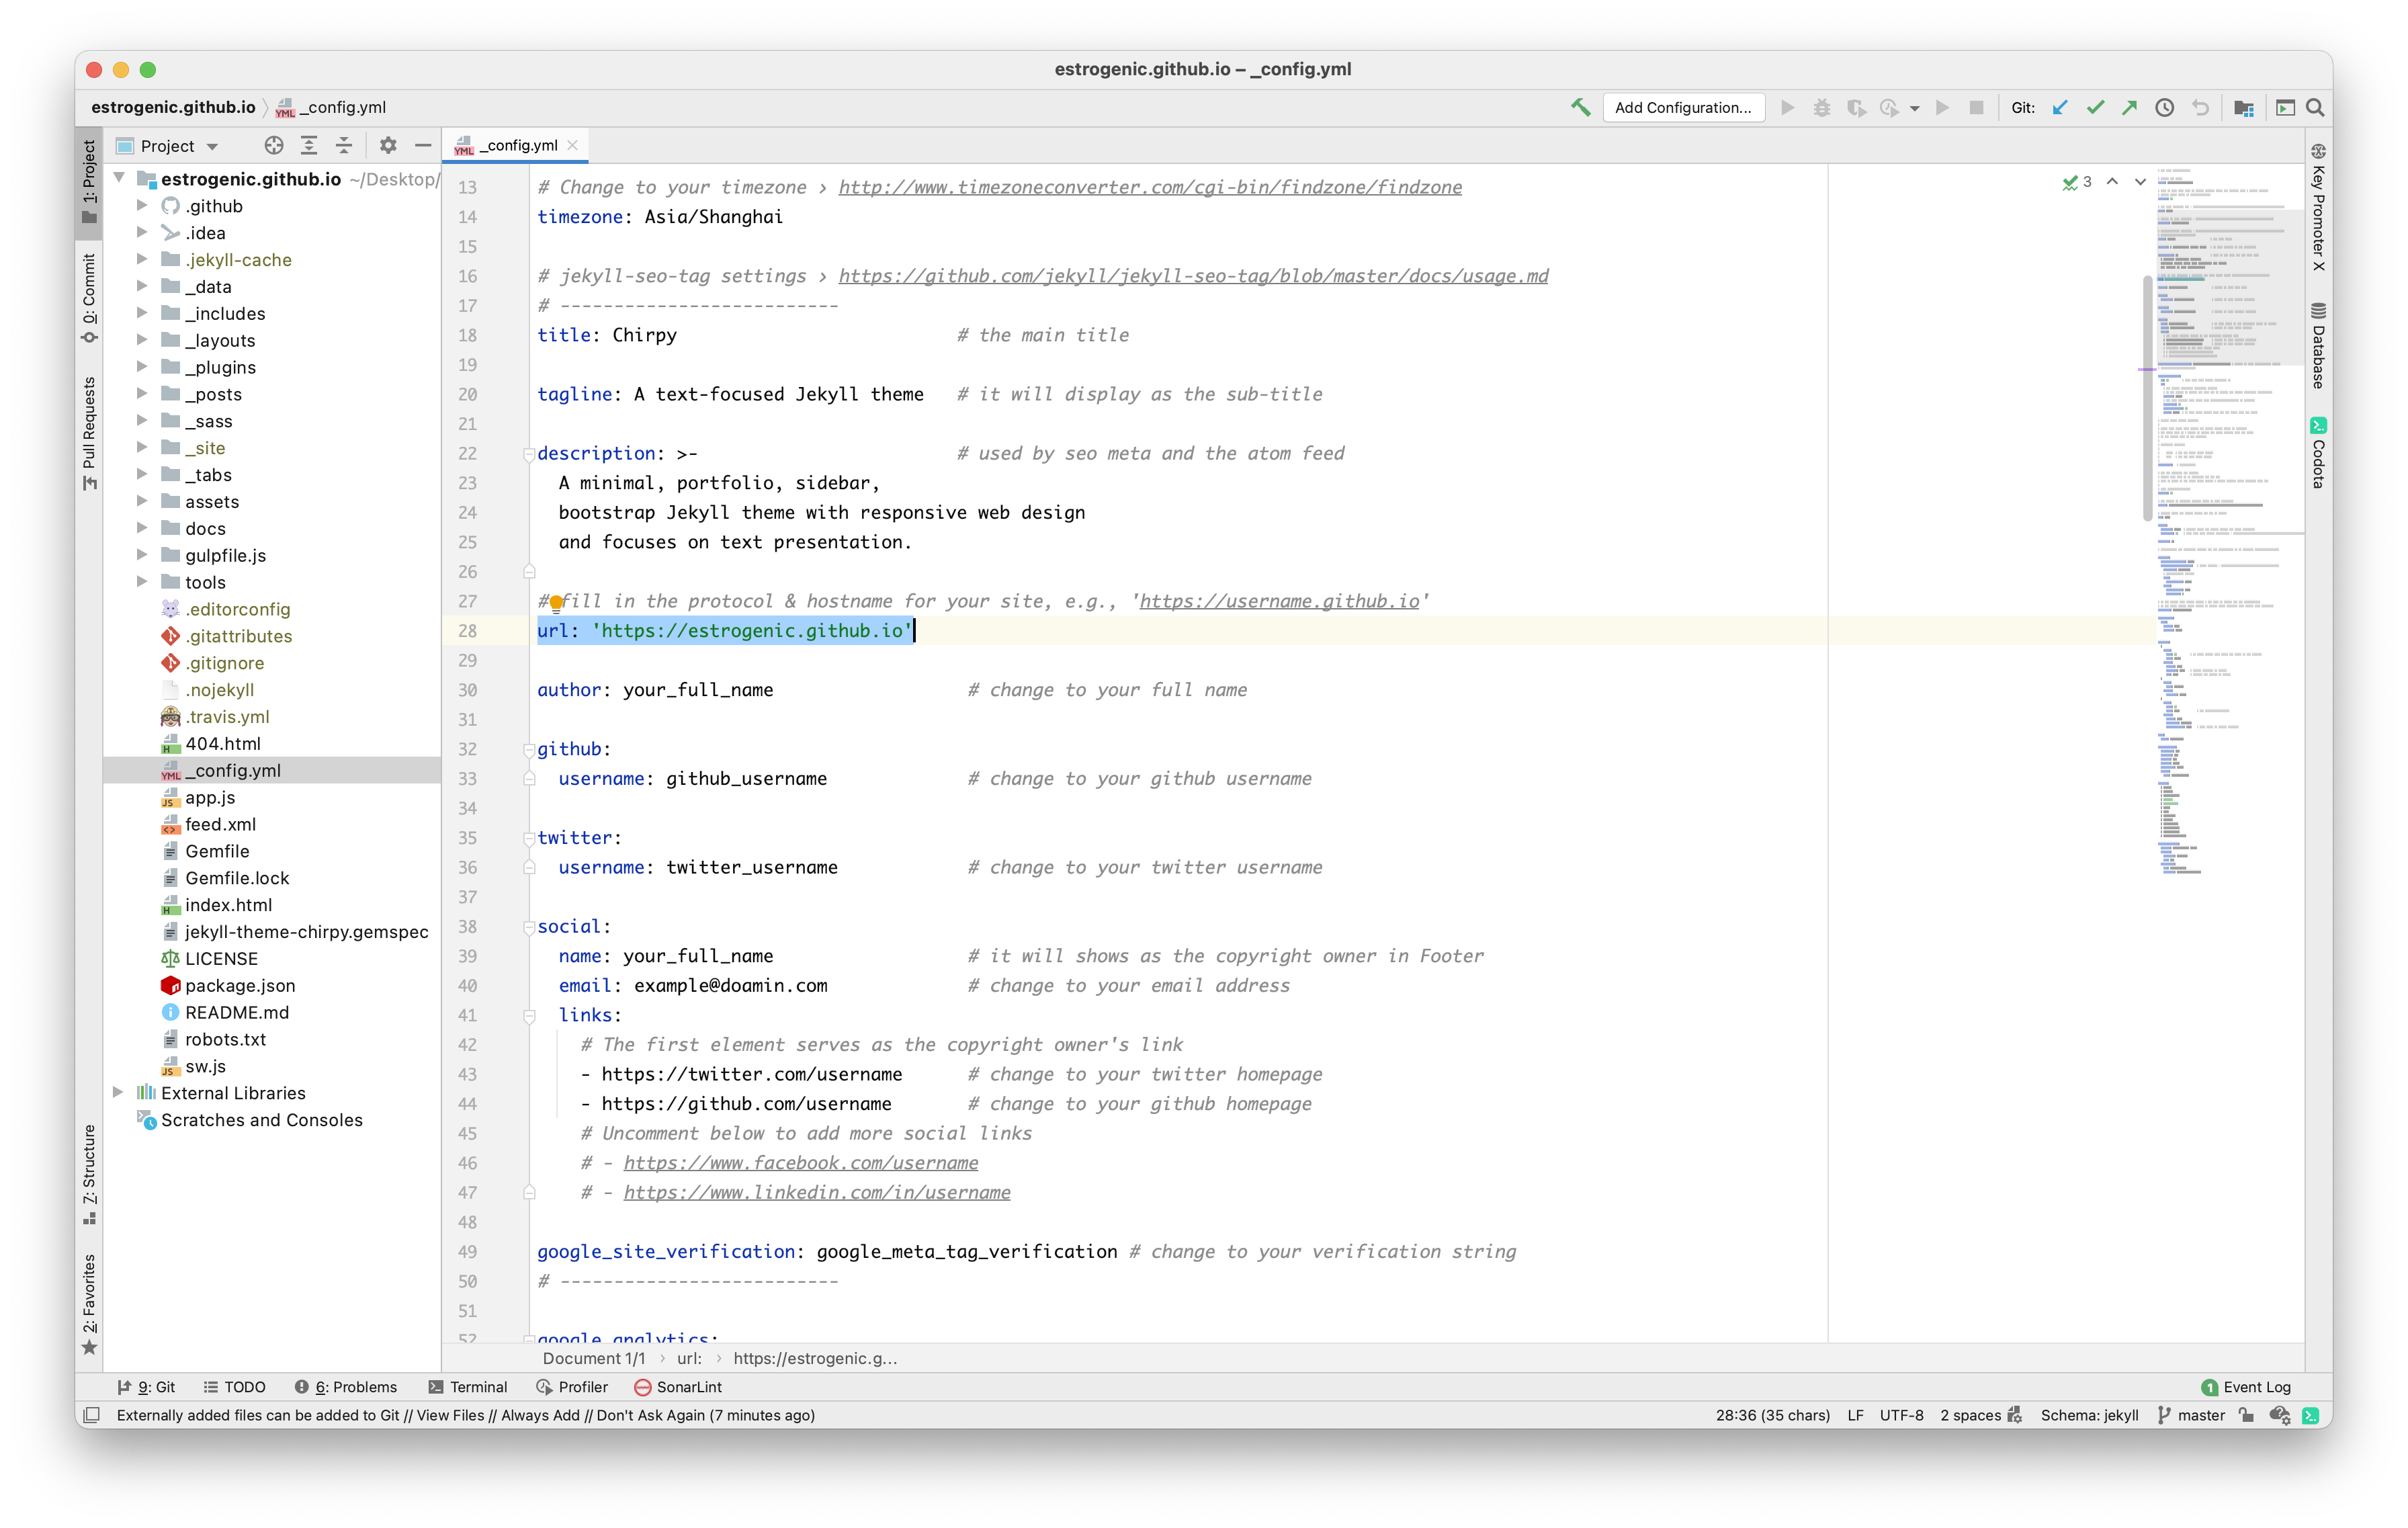 estrogenic.github.io – _config.yml
estrogenic.github.io
_config.yml
Add Configuration...
Git:
1: Project
0: Commit
Pull Requests
7: Structure
2: Favorites
Project
_config.yml
estrogenic.github.io ~/Desktop/
.github
.idea
.jekyll-cache
_data
_includes
_layouts
_plugins
_posts
_sass
_site
_tabs
assets
docs
gulpfile.js
tools
.editorconfig
.gitattributes
.gitignore
.nojekyll
.travis.yml
404.html
_config.yml
app.js
feed.xml
Gemfile
Gemfile.lock
index.html
jekyll-theme-chirpy.gemspec
LICENSE
package.json
README.md
robots.txt
sw.js
External Libraries
Scratches and Consoles
3
13 # Change to your timezone › http://www.timezoneconverter.com/cgi-bin/findzone/findzone
14 timezone: Asia/Shanghai
15
16 # jekyll-seo-tag settings › https://github.com/jekyll/jekyll-seo-tag/blob/master/docs/usage.md
17 # --------------------------
18 title: Chirpy # the main title
19
20 tagline: A text-focused Jekyll theme # it will display as the sub-title
21
22 description: >- # used by seo meta and the atom feed
23 A minimal, portfolio, sidebar,
24 bootstrap Jekyll theme with responsive web design
25 and focuses on text presentation.
26
27 # fill in the protocol & hostname for your site, e.g., 'https://username.github.io'
28 url: 'https://estrogenic.github.io'
29
30 author: your_full_name # change to your full name
31
32 github:
33 username: github_username # change to your github username
34
35 twitter:
36 username: twitter_username # change to your twitter username
37
38 social:
39 name: your_full_name # it will shows as the copyright owner in Footer
40 email: example@doamin.com # change to your email address
41 links:
42 # The first element serves as the copyright owner's link
43 - https://twitter.com/username # change to your twitter homepage
44 - https://github.com/username # change to your github homepage
45 # Uncomment below to add more social links
46 # - https://www.facebook.com/username
47 # - https://www.linkedin.com/in/username
48
49 google_site_verification: google_meta_tag_verification # change to your verification string
50 # --------------------------
51
52 google_analytics:
Key Promoter X
Database
Codota
Document 1/1 › url: › https://estrogenic.g...
9: Git TODO 6: Problems Terminal Profiler SonarLint 1 Event Log
Externally added files can be added to Git // View Files // Always Add // Don't Ask Again (7 minutes ago) 28:36 (35 chars) LF UTF-8 2 spaces Schema: jekyll master